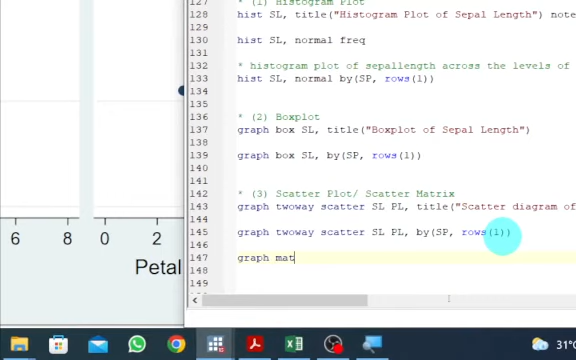 127 * (1) Histogram Plot
128 hist SL, title("Histogram Plot of Sepal Length") note
129
130 hist SL, normal freq
131
132 * histogram plot of sepallength across the levels of
133 hist SL, normal by(SP, rows(1))
134
135
136 * (2) Boxplot
137 graph box SL, title("Boxplot of Sepal Length")
138
139 graph box SL, by(SP, rows(1))
140
141
142 * (3) Scatter Plot/ Scatter Matrix
143 graph twoway scatter SL PL, title("Scatter diagram of
144
145 graph twoway scatter SL PL, by(SP, rows(1))
146
147 graph mat
148
149
6 8 0 2
Petal
31°C